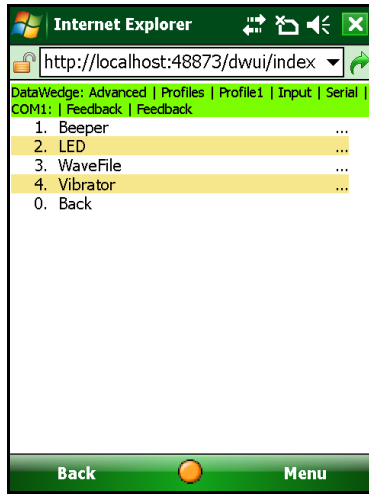 Internet Explorer
http://localhost:48873/dwui/index
DataWedge: Advanced | Profiles | Profile1 | Input | Serial |
COM1: | Feedback | Feedback
1. Beeper ...
2. LED ...
3. WaveFile ...
4. Vibrator ...
0. Back
Back Menu